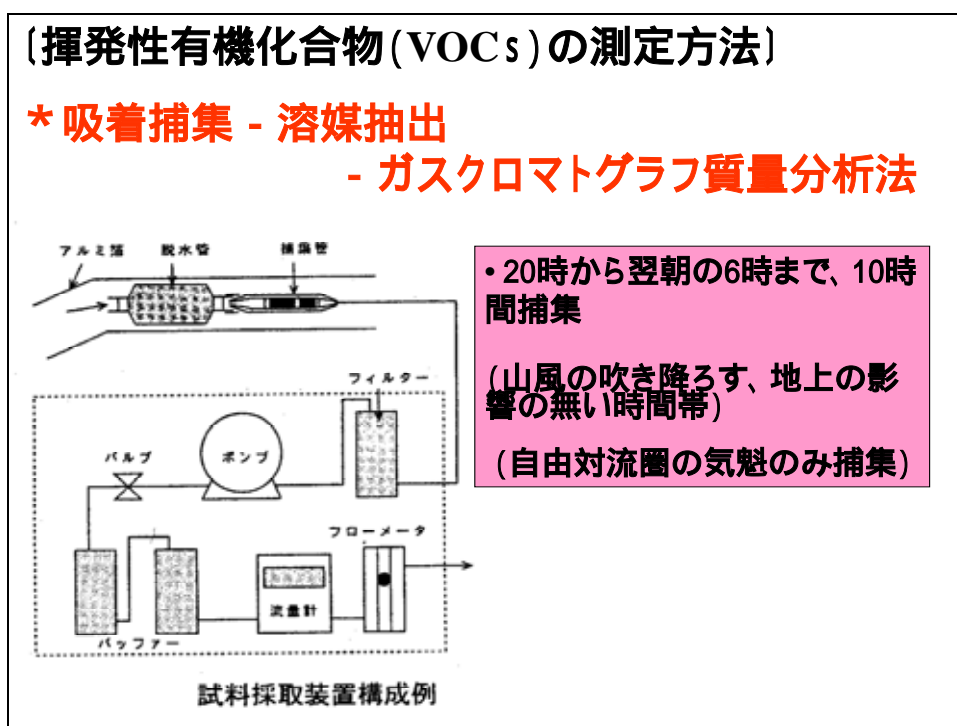 〔揮発性有機化合物(VOCs)の測定方法〕
*吸着捕集 - 溶媒抽出
- ガスクロマトグラフ質量分析法
アルミ箔 脱水管 捕集管
フィルター
バルブ ポンプ
フローメータ
流量計
バッファー
試料採取装置構成例
• 20時から翌朝の6時まで、10時
間捕集
(山風の吹き降ろす、地上の影
響の無い時間帯)
(自由対流圏の気魁のみ捕集)